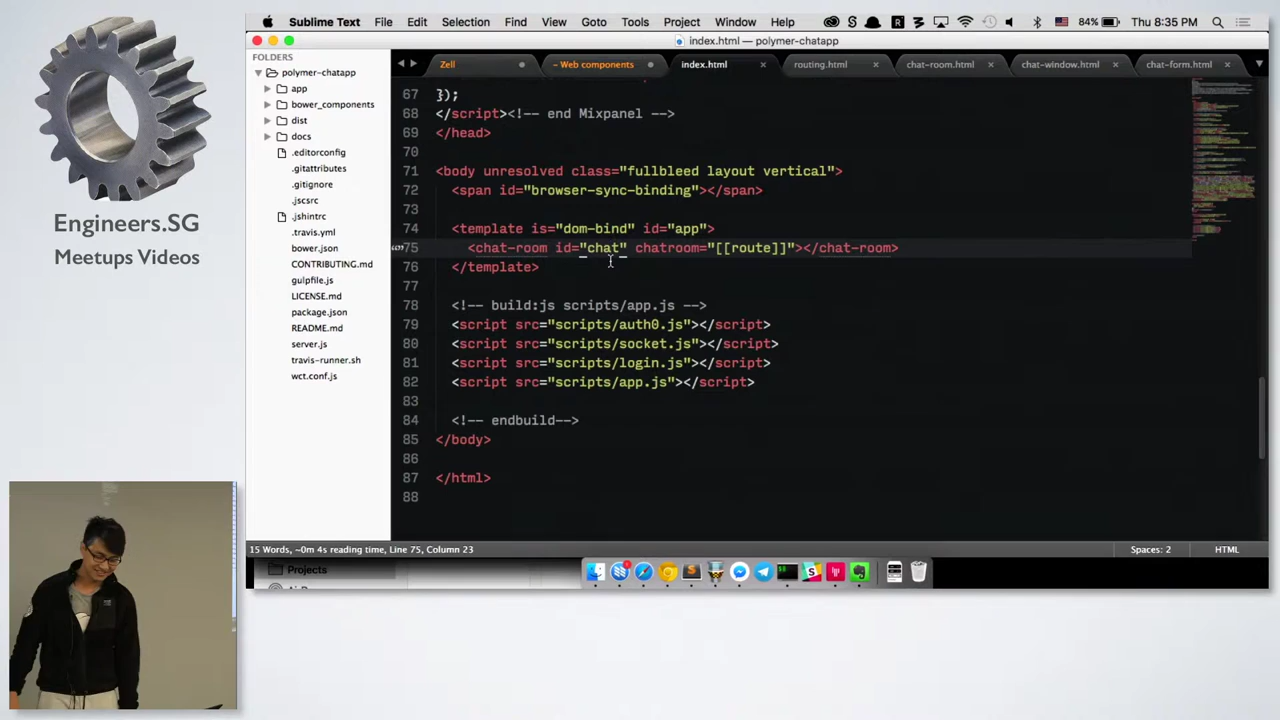 Engineers.SG
Meetups Videos
Sublime Text File Edit Selection Find View Goto Tools Project Window Help 84% Thu 8:35 PM
index.html — polymer-chatapp
FOLDERS
polymer-chatapp
app
bower_components
dist
docs
.editorconfig
.gitattributes
.gitignore
.jscsrc
.jshintrc
.travis.yml
bower.json
CONTRIBUTING.md
gulpfile.js
LICENSE.md
package.json
README.md
server.js
travis-runner.sh
wct.conf.js
Zell
– Web components
index.html
routing.html
chat-room.html
chat-window.html
chat-form.html
67 });
68 </script><!-- end Mixpanel -->
69 </head>
70
71 <body unresolved class="fullbleed layout vertical">
72 <span id="browser-sync-binding"></span>
73
74 <template is="dom-bind" id="app">
75 <chat-room id="chat" chatroom="[[route]]"></chat-room>
76 </template>
77
78 <!-- build:js scripts/app.js -->
79 <script src="scripts/auth0.js"></script>
80 <script src="scripts/socket.js"></script>
81 <script src="scripts/login.js"></script>
82 <script src="scripts/app.js"></script>
83
84 <!-- endbuild-->
85 </body>
86
87 </html>
88
15 Words, ~0m 4s reading time, Line 75, Column 23
Spaces: 2
HTML
Projects